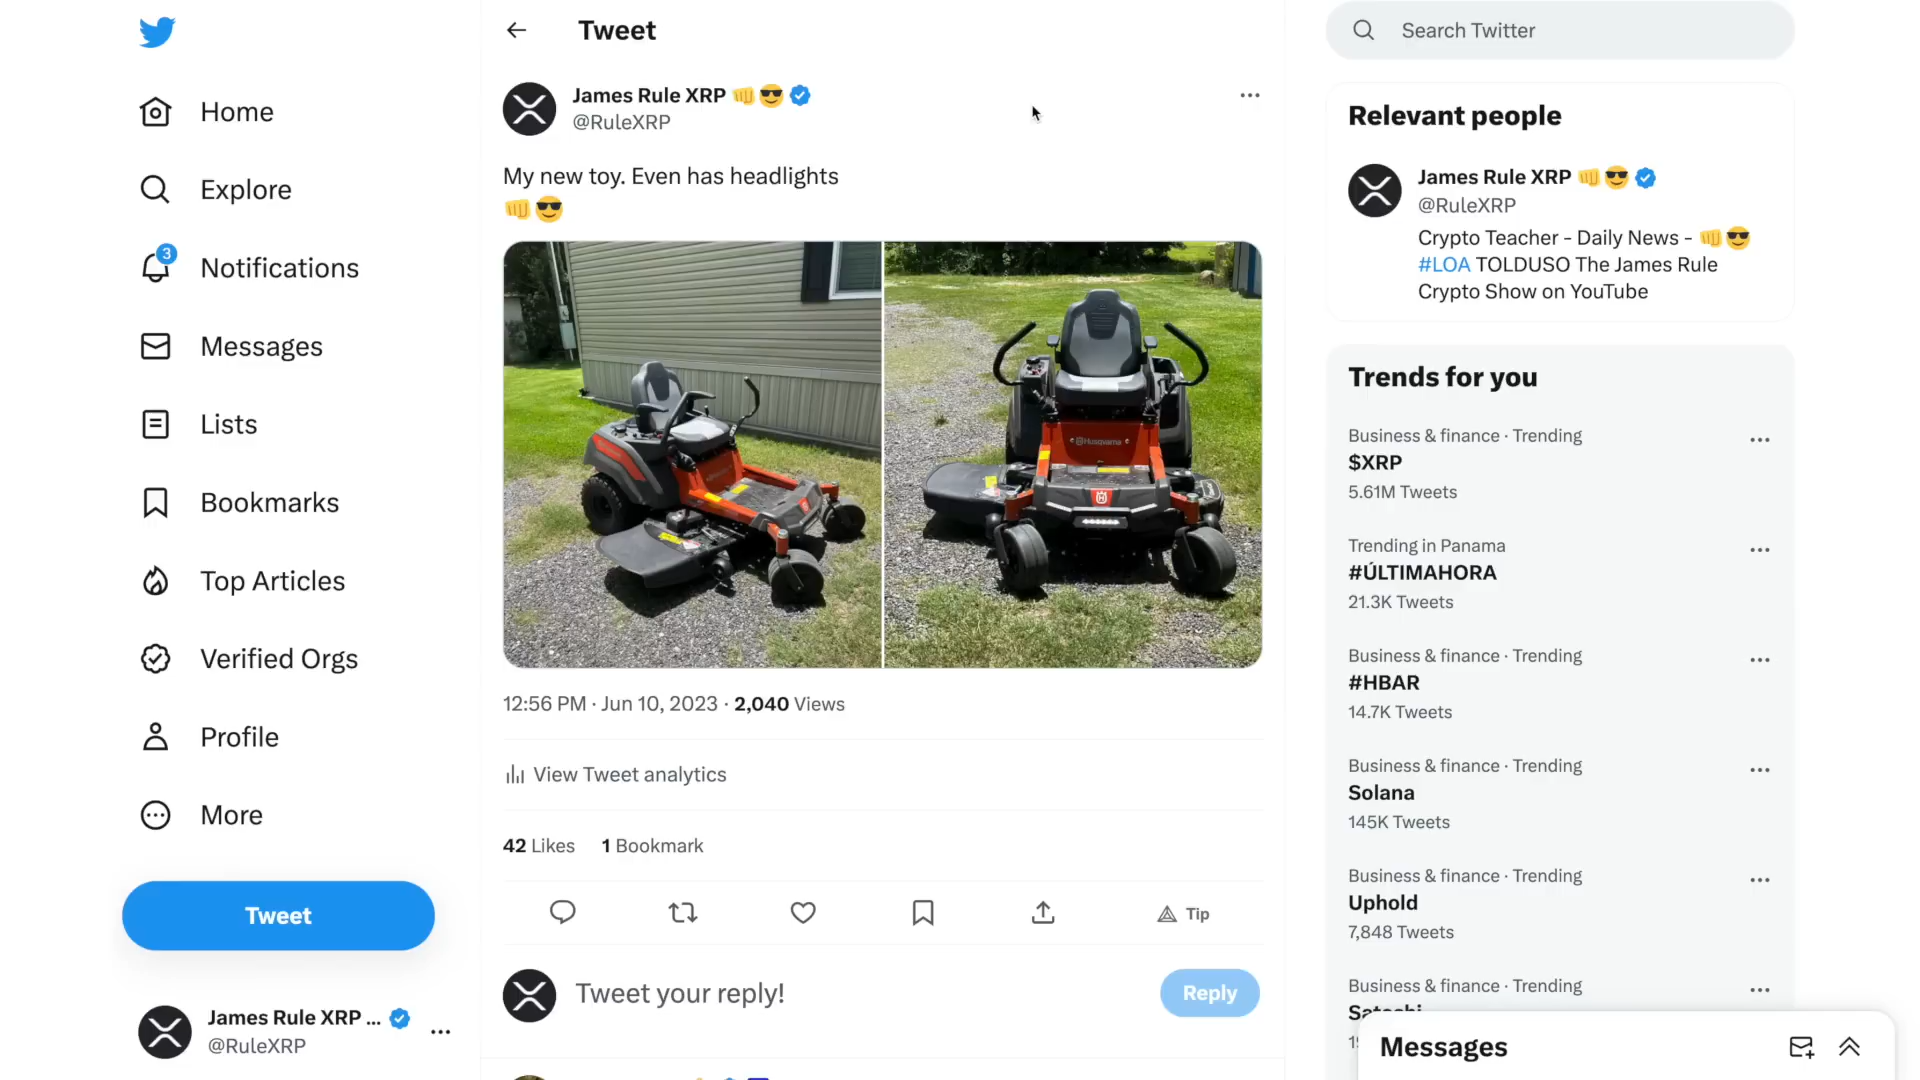 Home
Explore
3
Notifications
Messages
Lists
Bookmarks
Top Articles
Verified Orgs
Profile
More
Tweet
James Rule XRP ...
@RuleXRP
Tweet
James Rule XRP 👊😎
@RuleXRP
My new toy. Even has headlights
👊😎
Husqvarna
12:56 PM · Jun 10, 2023 · 2,040 Views
View Tweet analytics
42 Likes 1 Bookmark
Tip
Tweet your reply!
Reply
Search Twitter
Relevant people
James Rule XRP 👊😎
@RuleXRP
Crypto Teacher - Daily News - 👊😎
#LOA TOLDUSO The James Rule
Crypto Show on YouTube
Trends for you
Business & finance · Trending
$XRP
5.61M Tweets
Trending in Panama
#ÚLTIMAHORA
21.3K Tweets
Business & finance · Trending
#HBAR
14.7K Tweets
Business & finance · Trending
Solana
145K Tweets
Business & finance · Trending
Uphold
7,848 Tweets
Business & finance · Trending
Messages